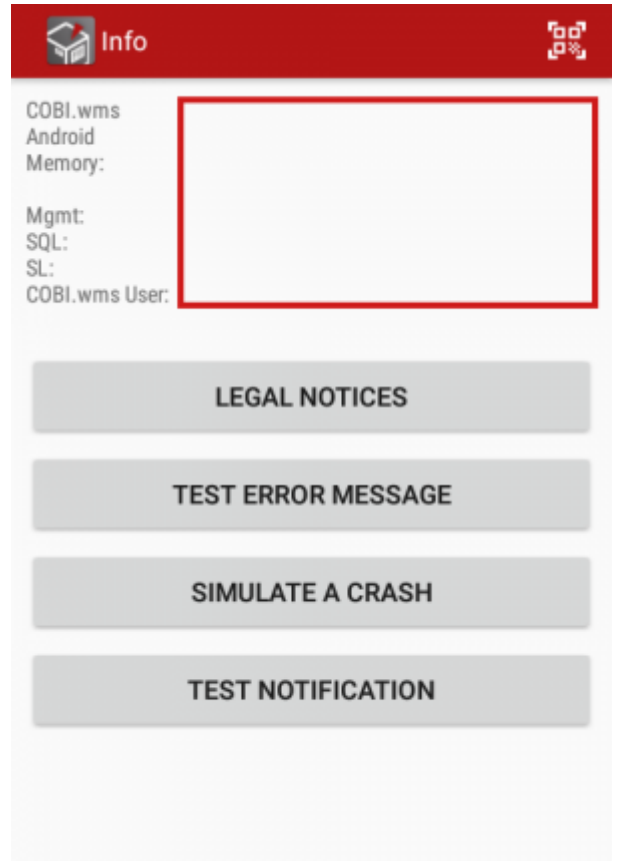 Info
COBI.wms
Android
Memory:
Mgmt:
SQL:
SL:
COBI.wms User:
LEGAL NOTICES
TEST ERROR MESSAGE
SIMULATE A CRASH
TEST NOTIFICATION